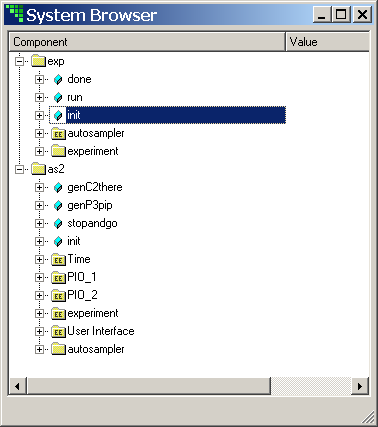 System Browser
Component Value
exp
done
run
init
EE autosampler
experiment
as2
genC2there
genP3pip
stopandgo
init
EE Time
EE PIO_1
EE PIO_2
EE experiment
EE User Interface
autosampler